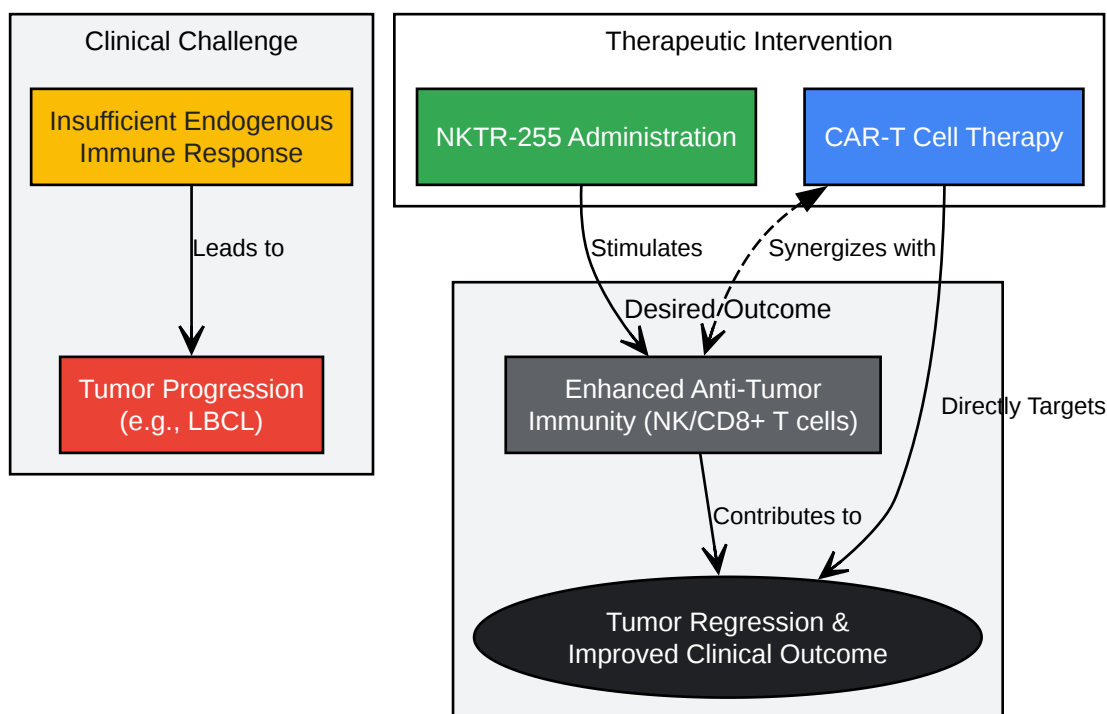 Clinical Challenge
Insufficient Endogenous
Immune Response
Leads to
Tumor Progression
(e.g., LBCL)
Therapeutic Intervention
NKTR-255 Administration
CAR-T Cell Therapy
Stimulates
Synergizes with
Desired Outcome
Enhanced Anti-Tumor
Immunity (NK/CD8+ T cells)
Directly Targets
Contributes to
Tumor Regression &
Improved Clinical Outcome